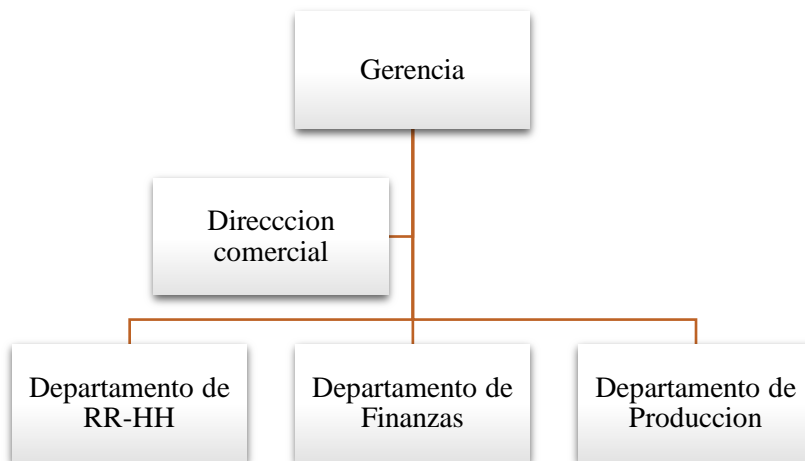 Gerencia
Direcccion
comercial
Departamento de
RR-HH
Departamento de
Finanzas
Departamento de
Produccion